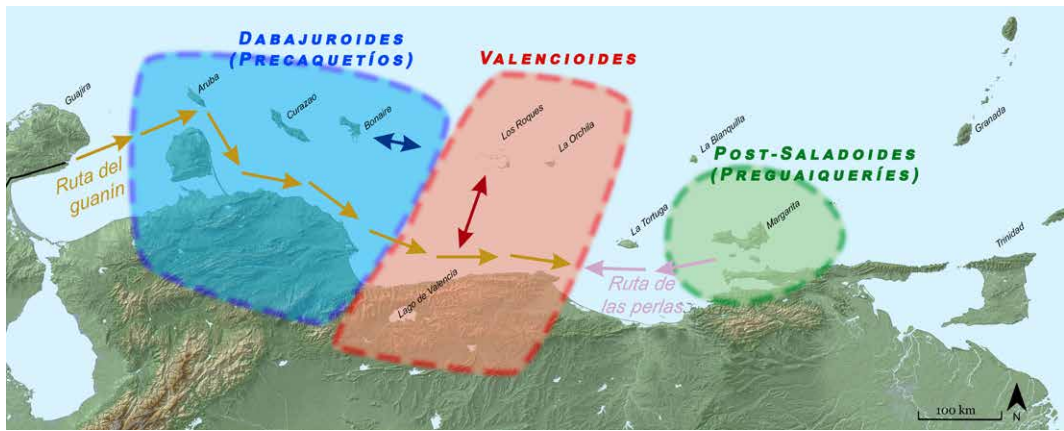 DABAJUROIDES
(PRECAQUETÍOS)
VALENCIOIDES
POST-SALADOIDES
(PREGUAIQUERÍES)
Guajira
Aruba
Curazao
Bonaire
Los Roques
La Orchila
La Blanquilla
Granada
Ruta del
guanín
La Tortuga
Margarita
Trinidad
Lago de Valencia
Ruta de
las perlas
100 km
N